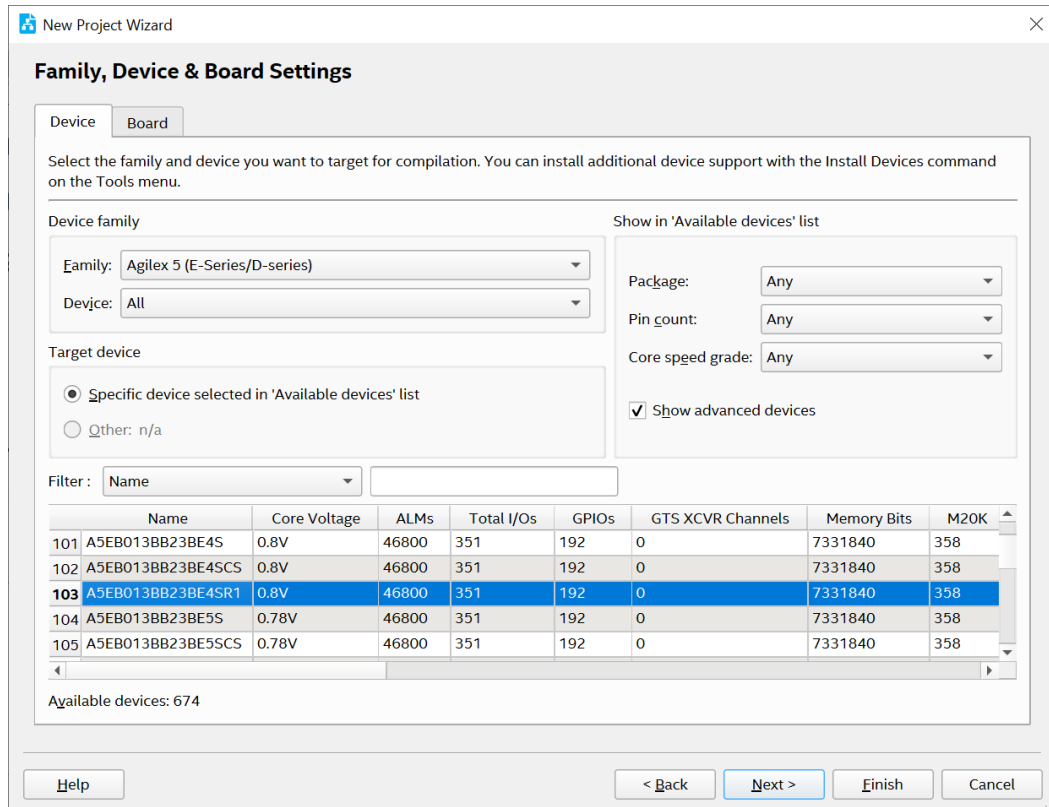 New Project Wizard
Family, Device & Board Settings
Device Board
Select the family and device you want to target for compilation. You can install additional device support with the Install Devices command
on the Tools menu.
Device family
Family: Agilex 5 (E-Series/D-series)
Device: All
Show in 'Available devices' list
Package: Any
Pin count: Any
Core speed grade: Any
Show advanced devices
Target device
Specific device selected in 'Available devices' list
Other: n/a
Filter : Name
Name Core Voltage ALMs Total I/Os GPIOs GTS XCVR Channels Memory Bits M20K
101 A5EB013BB23BE4S 0.8V 46800 351 192 0 7331840 358
102 A5EB013BB23BE4SCS 0.8V 46800 351 192 0 7331840 358
103 A5EB013BB23BE4SR1 0.8V 46800 351 192 0 7331840 358
104 A5EB013BB23BE5S 0.78V 46800 351 192 0 7331840 358
105 A5EB013BB23BE5SCS 0.78V 46800 351 192 0 7331840 358
Available devices: 674
Help < Back Next > Finish Cancel